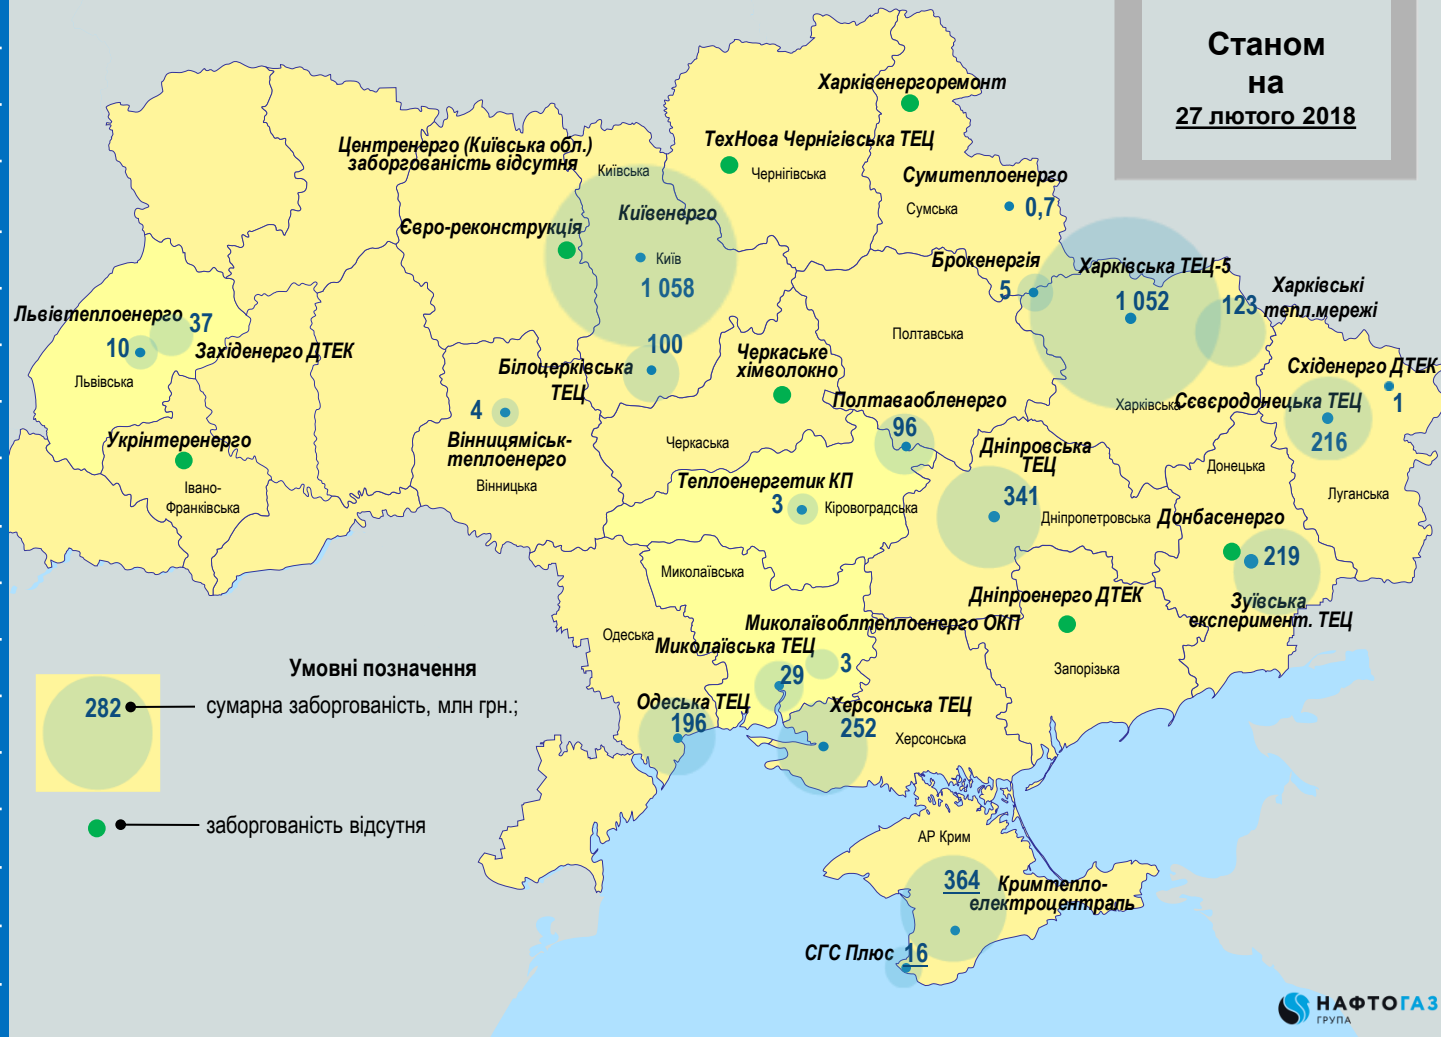 Станом
на
27 лютого 2018
Харківенергоремонт
ТехНова Чернігівська ТЕЦ
Чернігівська
Центренерго (Київська обл.)
заборгованість відсутня
Київська
Сумитеплоенерго
Сумська
0,7
Євро-реконструкція
Київенерго
Київ
1 058
Брокенергія
5
Харківська ТЕЦ-5
1 052
Харківські
тепл.мережі
123
Львівтеплоенерго
37
10
Західенерго ДТЕК
Львівська
Полтавська
100
Білоцерківська
ТЕЦ
Черкаське
хімволокно
Східенерго ДТЕК
1
Харківська
Сєвєродонецька ТЕЦ
216
4
Вінницяміськ-
теплоенерго
Вінницька
Полтаваобленерго
96
Черкаська
Укрінтеренерго
Івано-
Франківська
Дніпровська
ТЕЦ
341
Донецька
Луганська
Теплоенергетик КП
3
Кіровоградська
Дніпропетровська
Донбасенерго
219
Зуївська
експеримент. ТЕЦ
Миколаївська
Дніпроенерго ДТЕК
Миколаївоблтеплоенерго ОКП
Одеська
Миколаївська ТЕЦ
3
29
Запорізька
Умовні позначення
282
сумарна заборгованість, млн грн.;
Одеська ТЕЦ
196
Херсонська ТЕЦ
252
Херсонська
заборгованість відсутня
АР Крим
364
Кримтепло-
електроцентраль
СГС Плюс
16
НАФТОГАЗ
ГРУПА